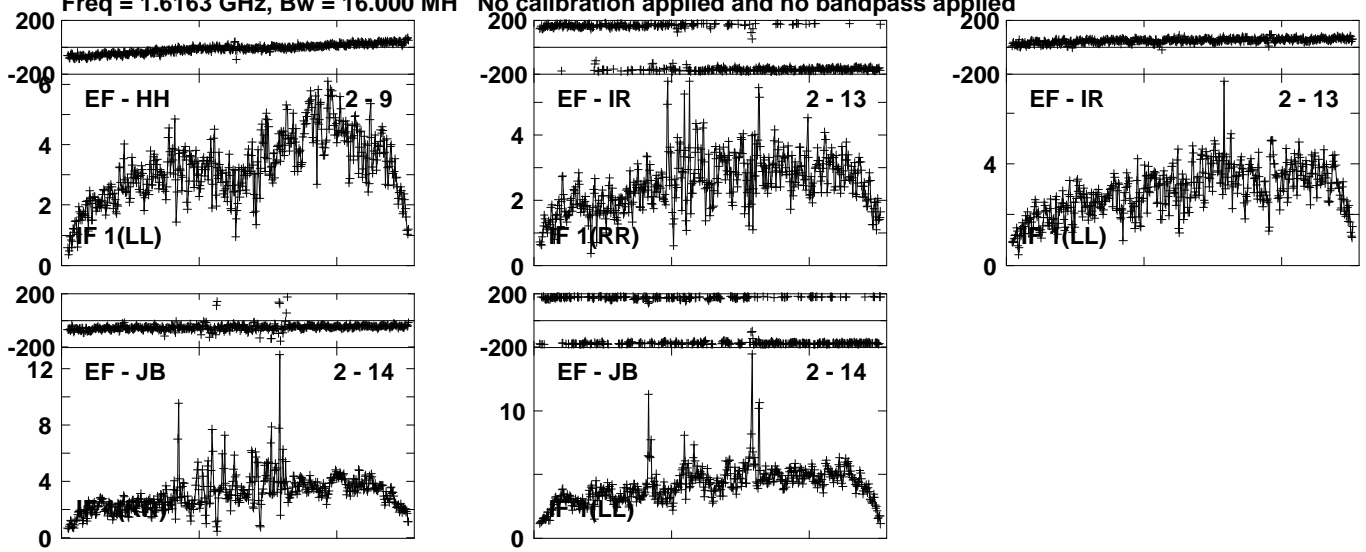 Freq = 1.6163 GHz, Bw = 16.000 MH No calibration applied and no bandpass applied
200 200 200
-200 -200 -200
6 EF - HH 2 - 9 EF - IR 2 - 13 EF - IR 2 - 13
4 4 4
2 2
IF 1(LL) IF 1(RR) IF 1(LL)
0 0 0
200 200
-200 -200
12 EF - JB 2 - 14 EF - JB 2 - 14
10
8
4
IF 1(RR) IF 1(LL)
0 0